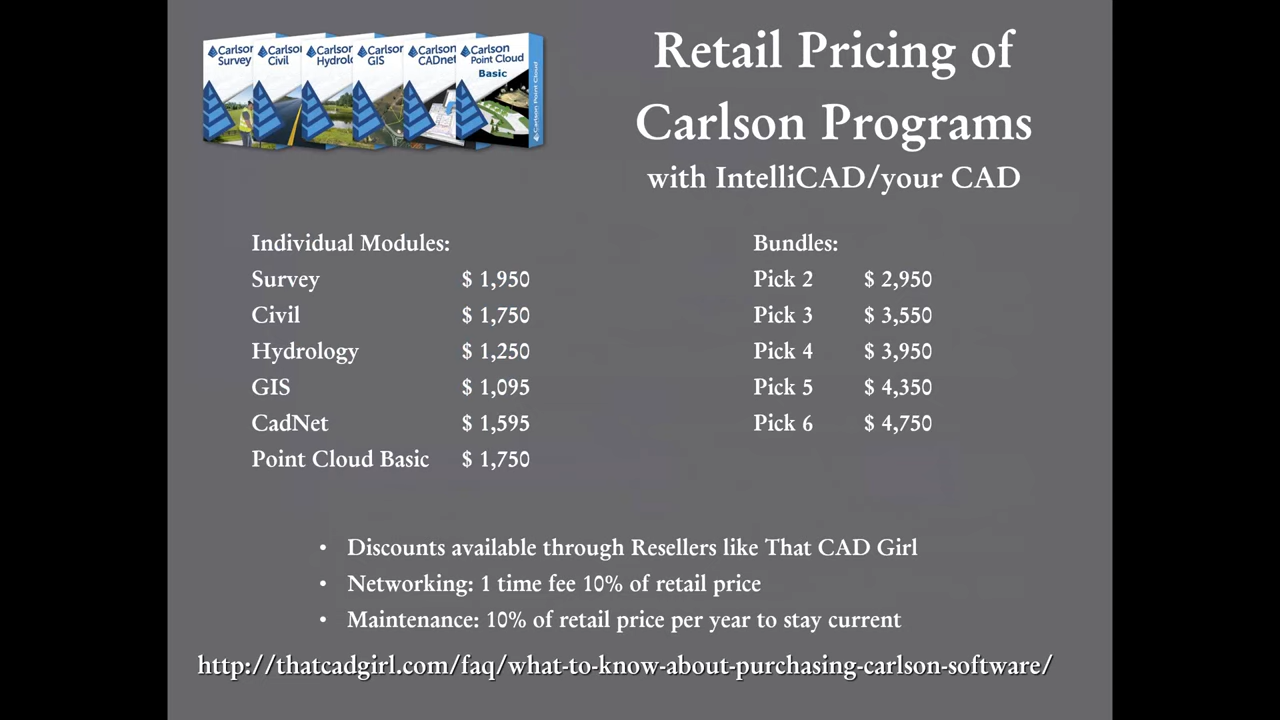 Carlson Survey
Carlson Civil
Carlson
GIS
Carlson
Point Cloud
Basic
Carlson Point Cloud
Retail Pricing of
Carlson Programs
with IntelliCAD/your CAD
Individual Modules:
Survey $ 1,950
Civil $ 1,750
Hydrology $ 1,250
GIS $ 1,095
CadNet $ 1,595
Point Cloud Basic $ 1,750
Bundles:
Pick 2 $ 2,950
Pick 3 $ 3,550
Pick 4 $ 3,950
Pick 5 $ 4,350
Pick 6 $ 4,750
• Discounts available through Resellers like That CAD Girl
• Networking: 1 time fee 10% of retail price
• Maintenance: 10% of retail price per year to stay current
http://thatcadgirl.com/faq/what-to-know-about-purchasing-carlson-software/